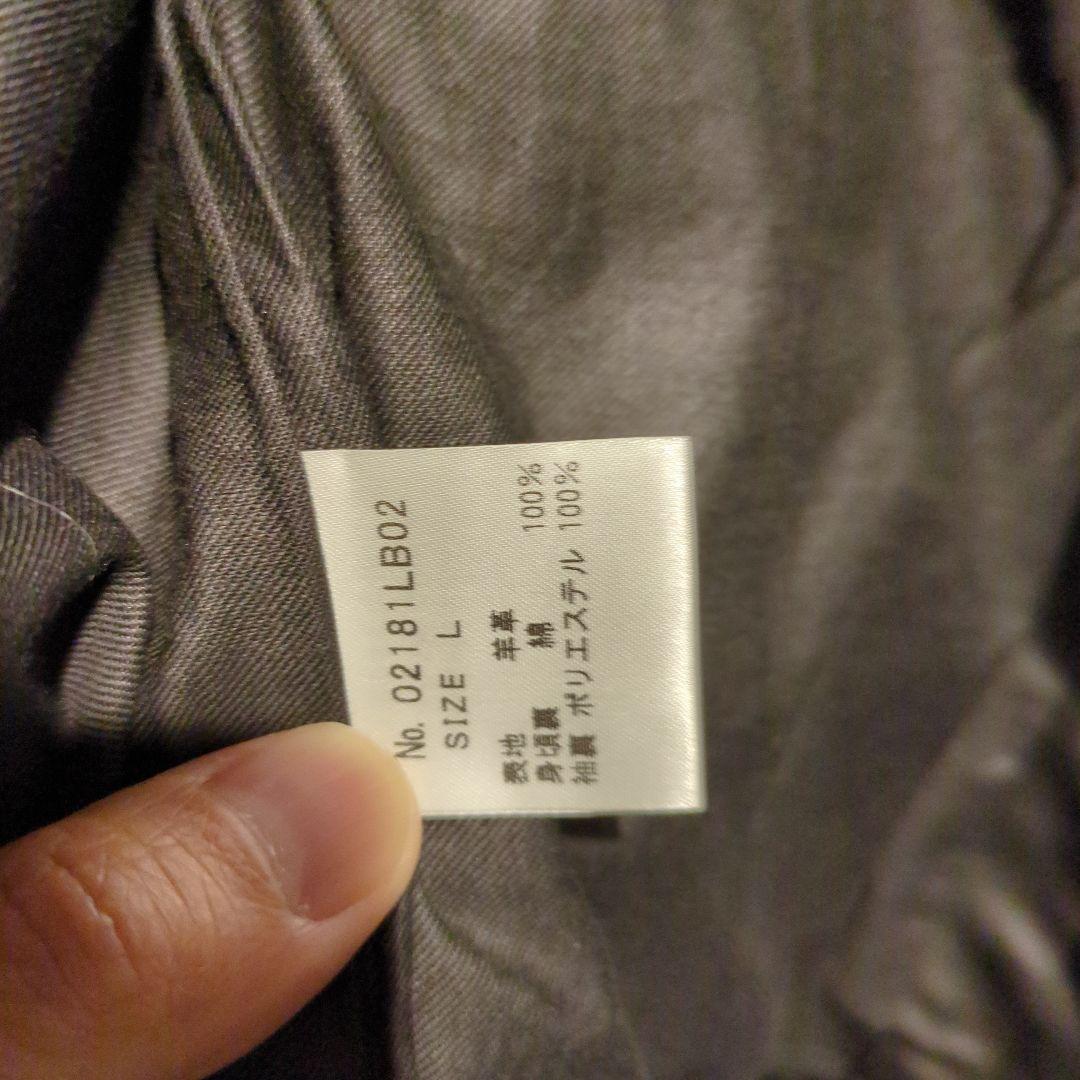 No. 02181LB02
SIZE L
表地 羊革
身頃裏 綿 100%
袖裏 ポリエステル 100%